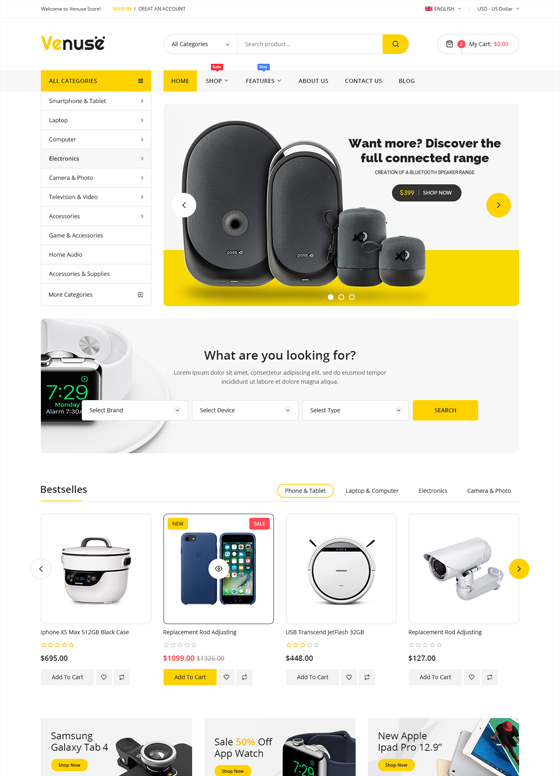 Welcome to Venuse Store!
SIGN IN / CREAT AN ACCOUNT
ENGLISH
USD - US Dollar
Venuse
All Categories
Search product...
2 My Cart: $0.00
ALL CATEGORIES
Sale
Hot
HOME SHOP FEATURES ABOUT US CONTACT US BLOG
Smartphone & Tablet
Laptop
Computer
Electronics
Camera & Photo
Television & Video
Accessories
Game & Accessories
Home Audio
Accessories & Supplies
More Categories
Want more? Discover the
full connected range
CREATION OF A BLUETOOTH SPEAKER RANGE
$399 | SHOP NOW
What are you looking for?
Lorem ipsum dolor sit amet, consectetur adipisicing elit, sed do eiusmod tempor
incididunt ut labore et dolore magna aliqua.
7:29
Monday
Alarm 7:30A
Select Brand
Select Device
Select Type
SEARCH
Bestselles
Phone & Tablet
Laptop & Computer
Electronics
Camera & Photo
NEW
SALE
Iphone XS Max 512GB Black Case
$695.00
Add To Cart
Replacement Rod Adjusting
$1099.00 $1326.00
Add To Cart
USB Transcend JetFlash 32GB
$448.00
Add To Cart
Replacement Rod Adjusting
$127.00
Add To Cart
Samsung
Galaxy Tab 4
Shop Now
Sale 50% Off
App Watch
Shop Now
7:29
New Apple
Ipad Pro 12.9"
Shop Now